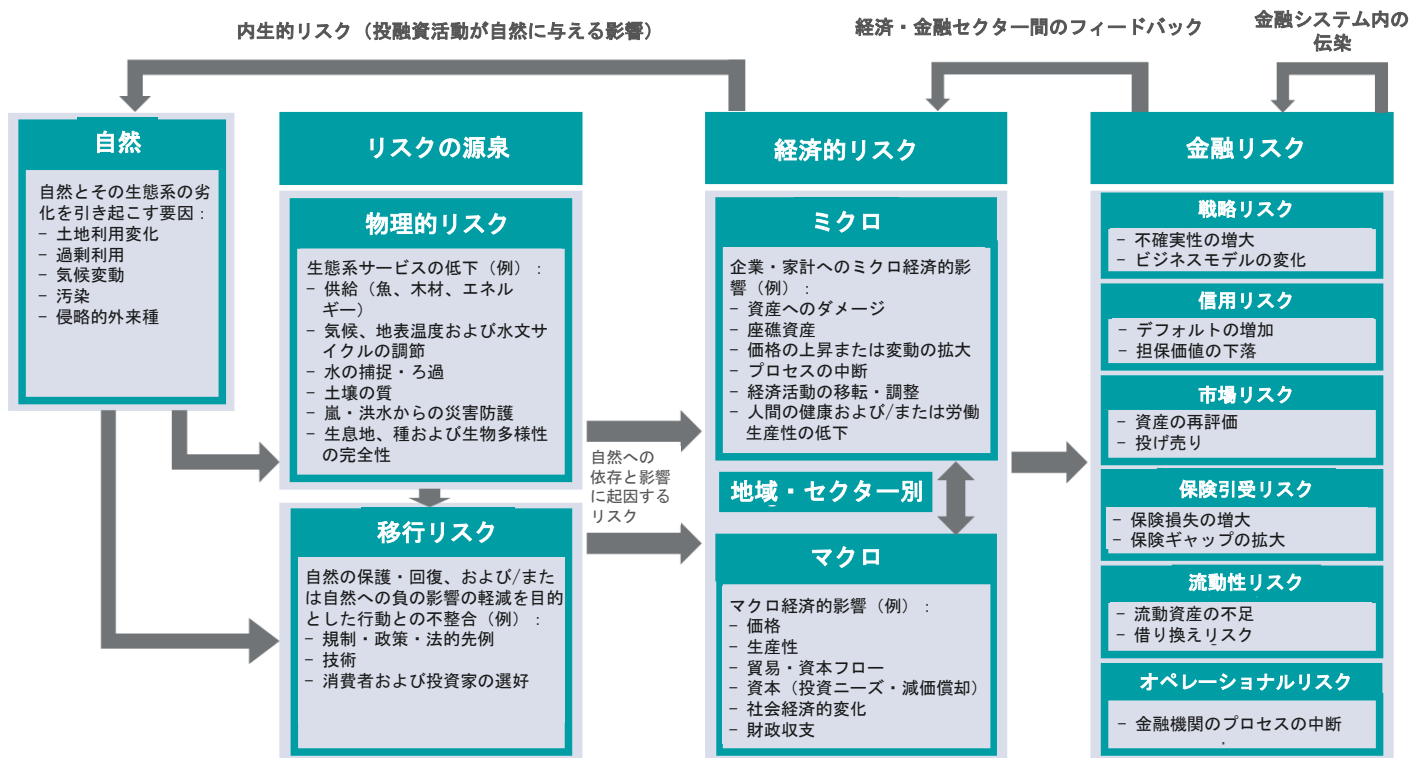 内生的リスク（投融資活動が自然に与える影響）
経済・金融セクター間のフィードバック
金融システム内の
伝染
自然
自然とその生態系の劣
化を引き起こす要因：
- 土地利用変化
- 過剰利用
- 気候変動
- 汚染
- 侵略的外来種
リスクの源泉
物理的リスク
生態系サービスの低下（例）：
- 供給（魚、木材、エネル
ギー）
- 気候、地表温度および水文サ
イクルの調節
- 水の捕捉・ろ過
- 土壌の質
- 嵐・洪水からの災害防護
- 生息地、種および生物多様性
の完全性
移行リスク
自然の保護・回復、および/また
は自然への負の影響の軽減を目的
とした行動との不整合（例）：
- 規制・政策・法的先例
- 技術
- 消費者および投資家の選好
自然への
依存と影響
に起因する
リスク
経済的リスク
ミクロ
企業・家計へのミクロ経済的影
響（例）：
- 資産へのダメージ
- 座礁資産
- 価格の上昇または変動の拡大
- プロセスの中断
- 経済活動の移転・調整
- 人間の健康および/または労働
生産性の低下
地域・セクター別
マクロ
マクロ経済的影響（例）：
- 価格
- 生産性
- 貿易・資本フロー
- 資本（投資ニーズ・減価償却）
- 社会経済的変化
- 財政収支
金融リスク
戦略リスク
- 不確実性の増大
- ビジネスモデルの変化
信用リスク
- デフォルトの増加
- 担保価値の下落
市場リスク
- 資産の再評価
- 投げ売り
保険引受リスク
- 保険損失の増大
- 保険ギャップの拡大
流動性リスク
- 流動資産の不足
- 借り換えリスク
オペレーショナルリスク
- 金融機関のプロセスの中断